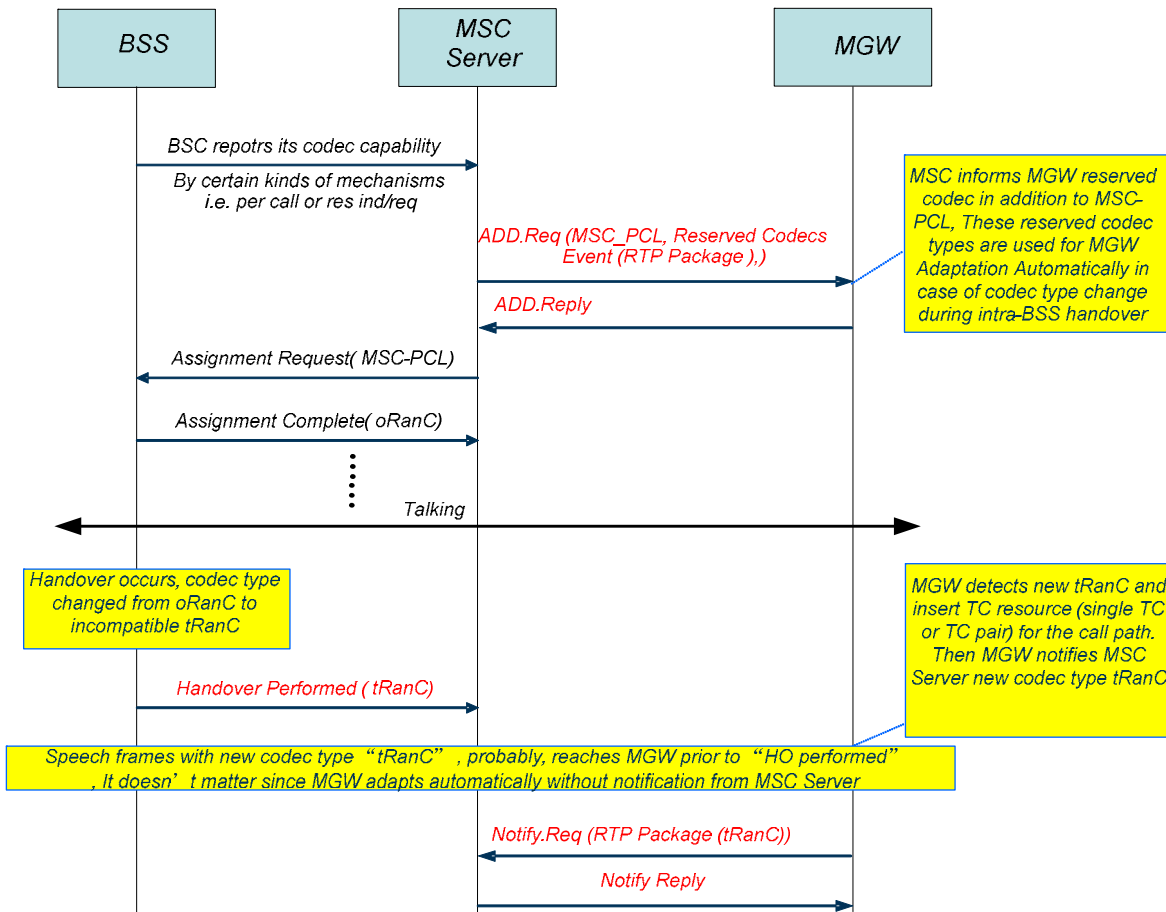 BSS
MSC
Server
MGW
BSC repotrs its codec capability
By certain kinds of mechanisms
i.e. per call or res ind/req
MSC informs MGW reserved
codec in addition to MSC-
PCL, These reserved codec
types are used for MGW
Adaptation Automatically in
case of codec type change
during intra-BSS handover
ADD.Req (MSC_PCL, Reserved Codecs
Event (RTP Package ),)
ADD.Reply
Assignment Request( MSC-PCL)
Assignment Complete( oRanC)
Talking
Handover occurs, codec type
changed from oRanC to
incompatible tRanC
MGW detects new tRanC and
insert TC resource (single TC
or TC pair) for the call path.
Then MGW notifies MSC
Server new codec type tRanC
Handover Performed ( tRanC)
Speech frames with new codec type “tRanC” , probably, reaches MGW prior to “HO performed”
, It doesn’ t matter since MGW adapts automatically without notification from MSC Server
Notify.Req (RTP Package (tRanC))
Notify Reply